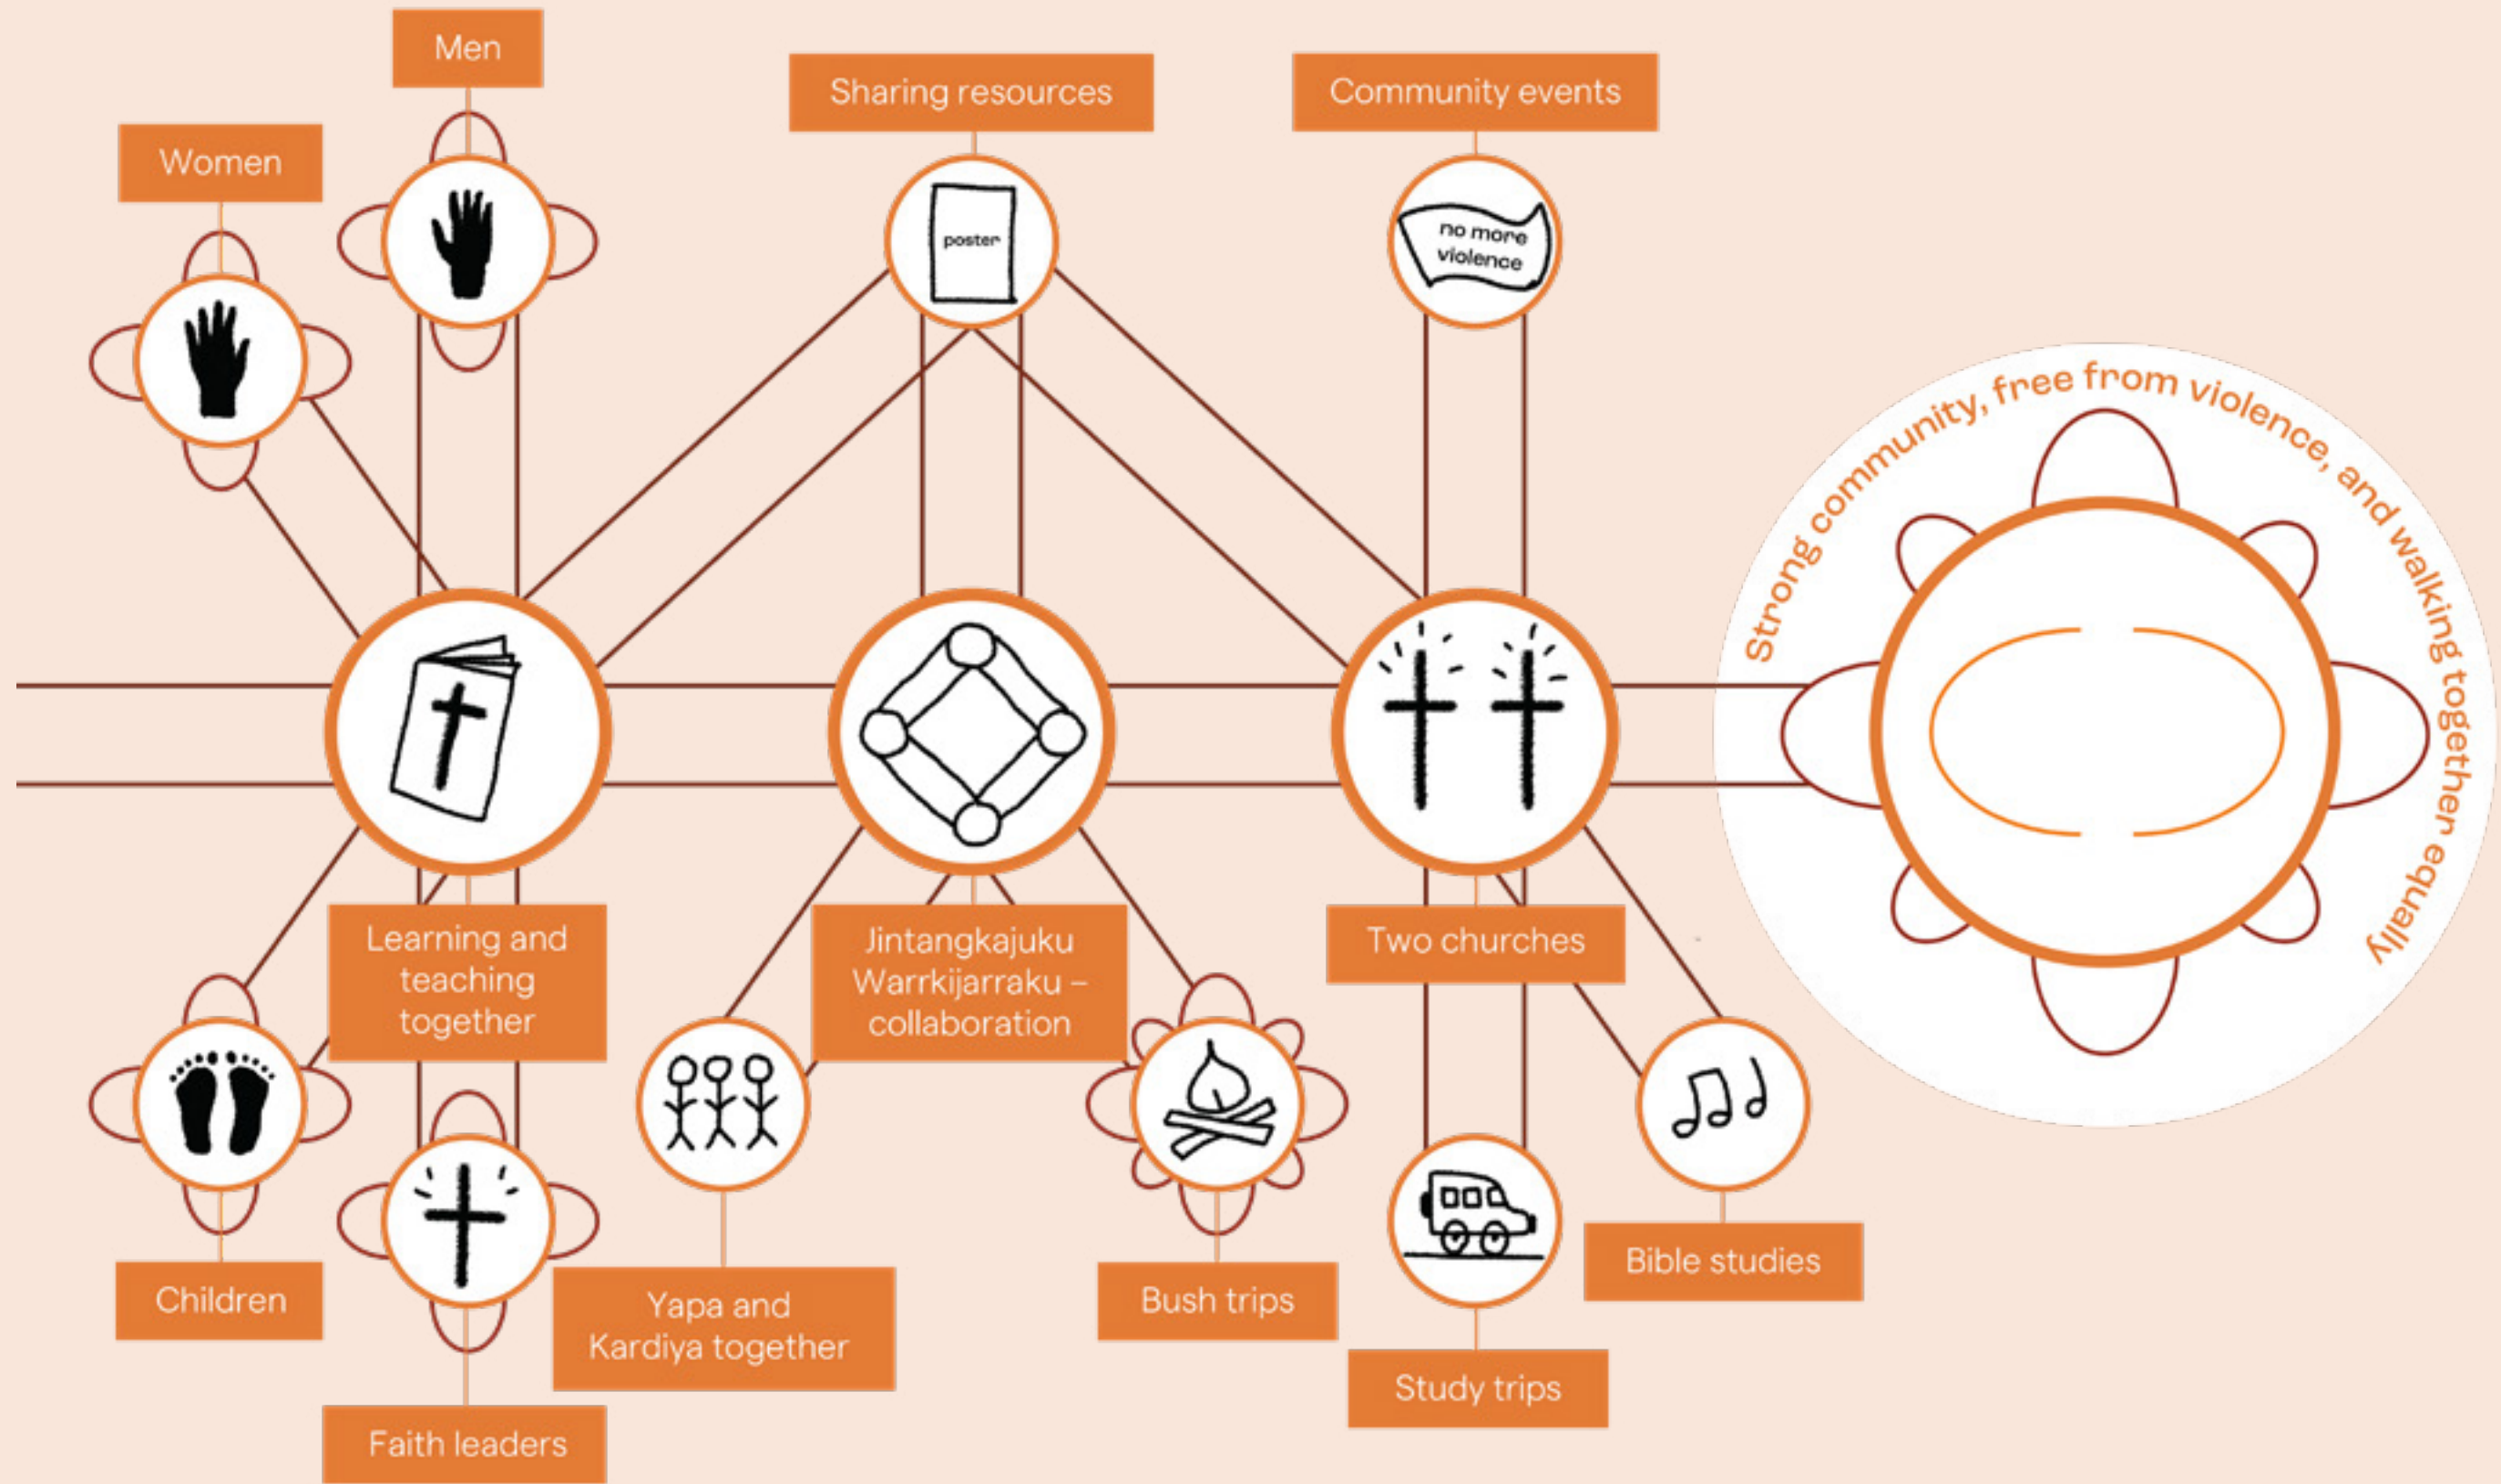 Men
Women
Sharing resources
Community events
poster
no more
violence
Strong community, free from violence, and walking together equally
Learning and
teaching
together
Jintangkajuku
Warrkijarraku –
collaboration
Two churches
Children
Faith leaders
Yapa and
Kardiya together
Bush trips
Study trips
Bible studies